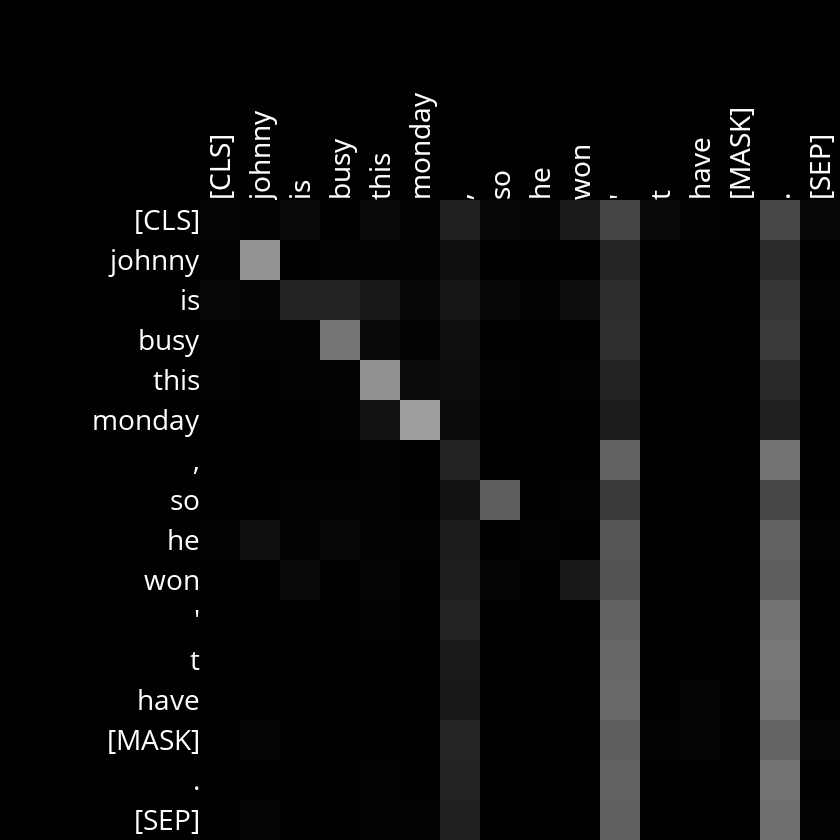 [CLS] johnny is busy this monday , so he won ' t have [MASK] . [SEP]
[CLS]
johnny
is
busy
this
monday
,
so
he
won
'
t
have
[MASK]
.
[SEP]